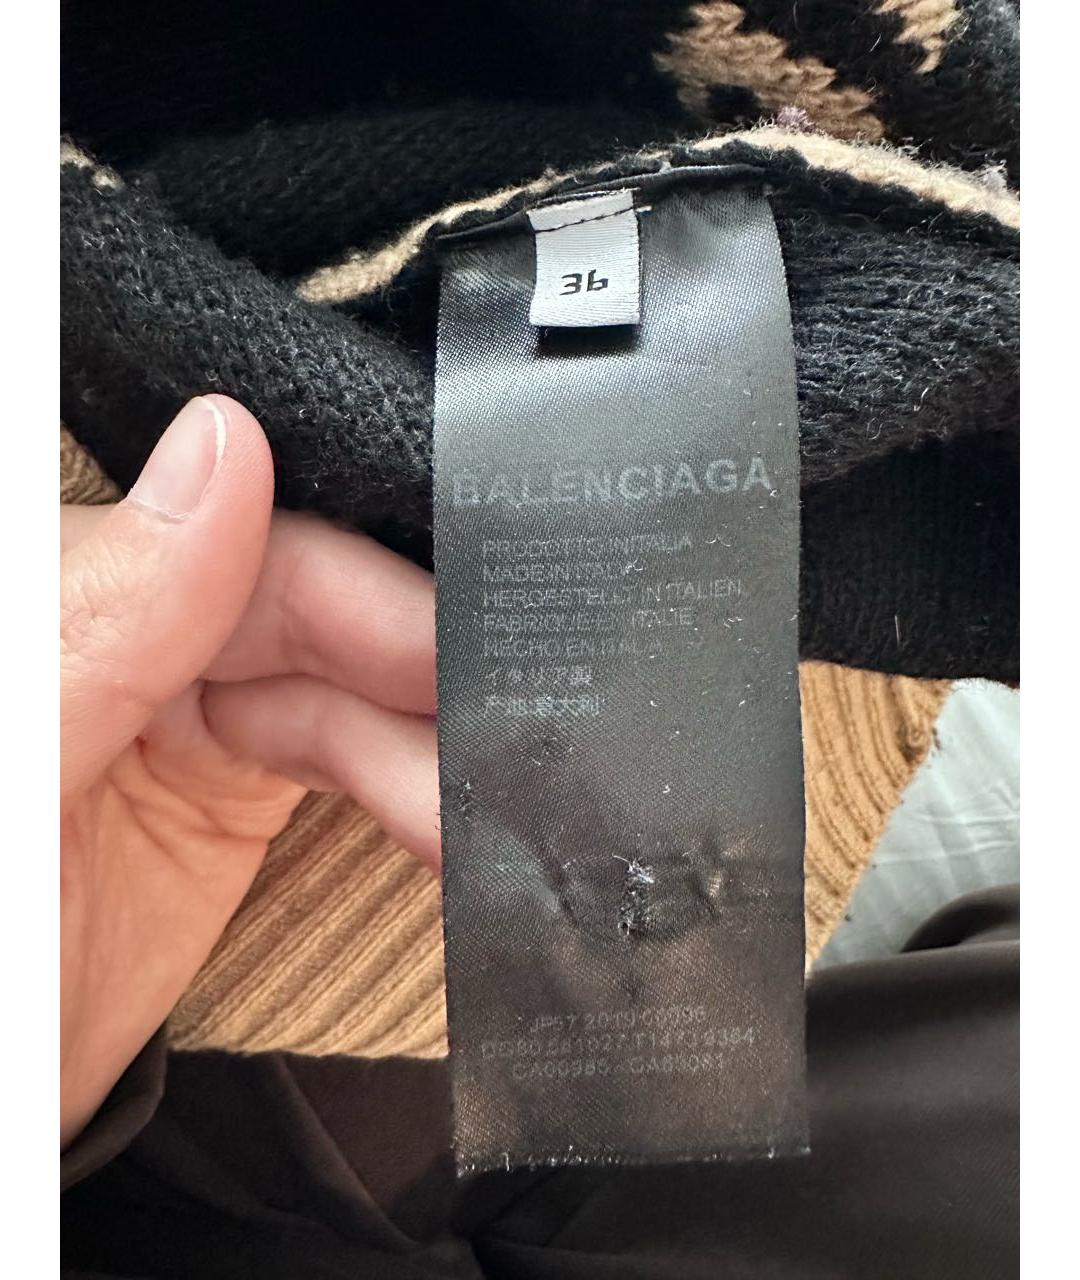 36
BALENCIAGA
PRODOTTO IN ITALIA
MADE IN ITALY
HERGESTELLT IN ITALIEN
FABRIQUE EN ITALIE
HECHO EN ITALIA
イタリア製
产地:意大利
2019